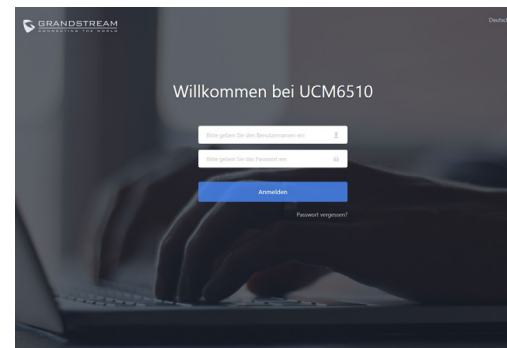 GRANDSTREAM
CONNECTING THE WORLD
Deutsch
Willkommen bei UCM6510
Bitte geben Sie den Benutzernamen ein
Bitte geben Sie das Passwort ein
Anmelden
Passwort vergessen?